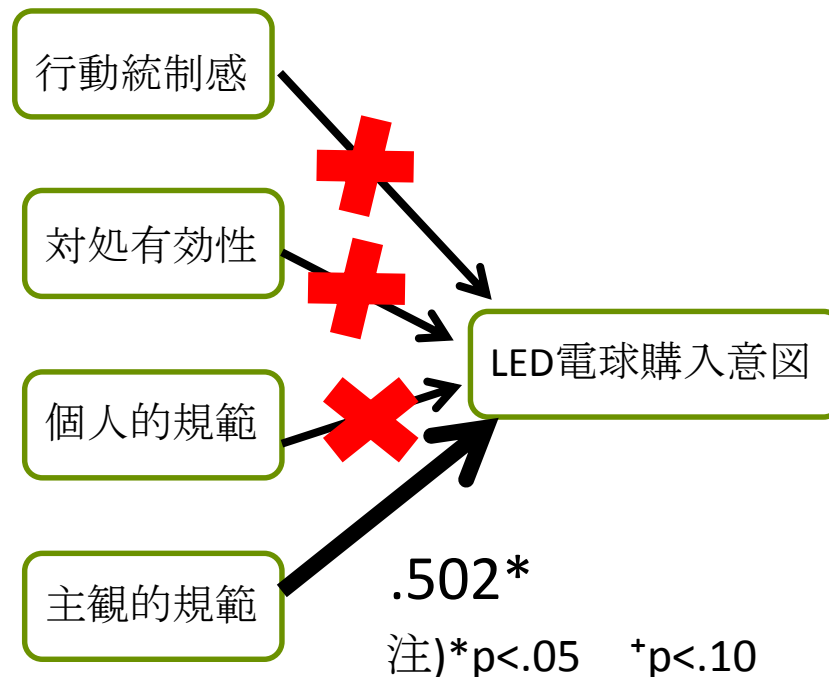 行動統制感
対処有効性
LED電球購入意図
個人的規範
主観的規範
.502*
注)*p<.05 ⁺p<.10